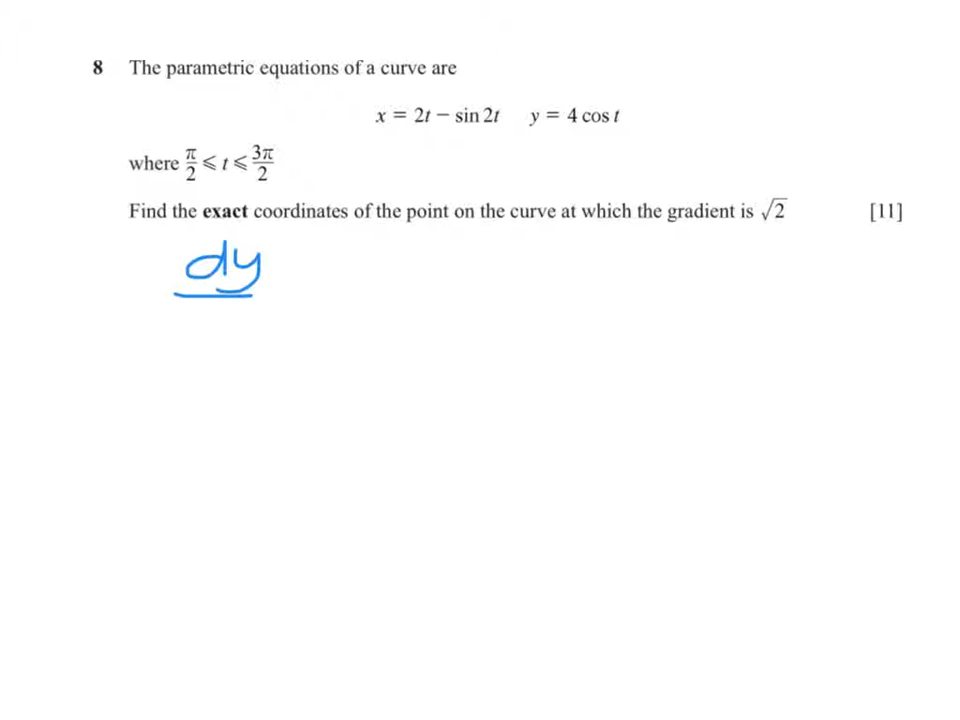 8 The parametric equations of a curve are
x = 2t − sin 2t y = 4 cos t
where π/2 ⩽ t ⩽ 3π/2
Find the exact coordinates of the point on the curve at which the gradient is √2 [11]
dy